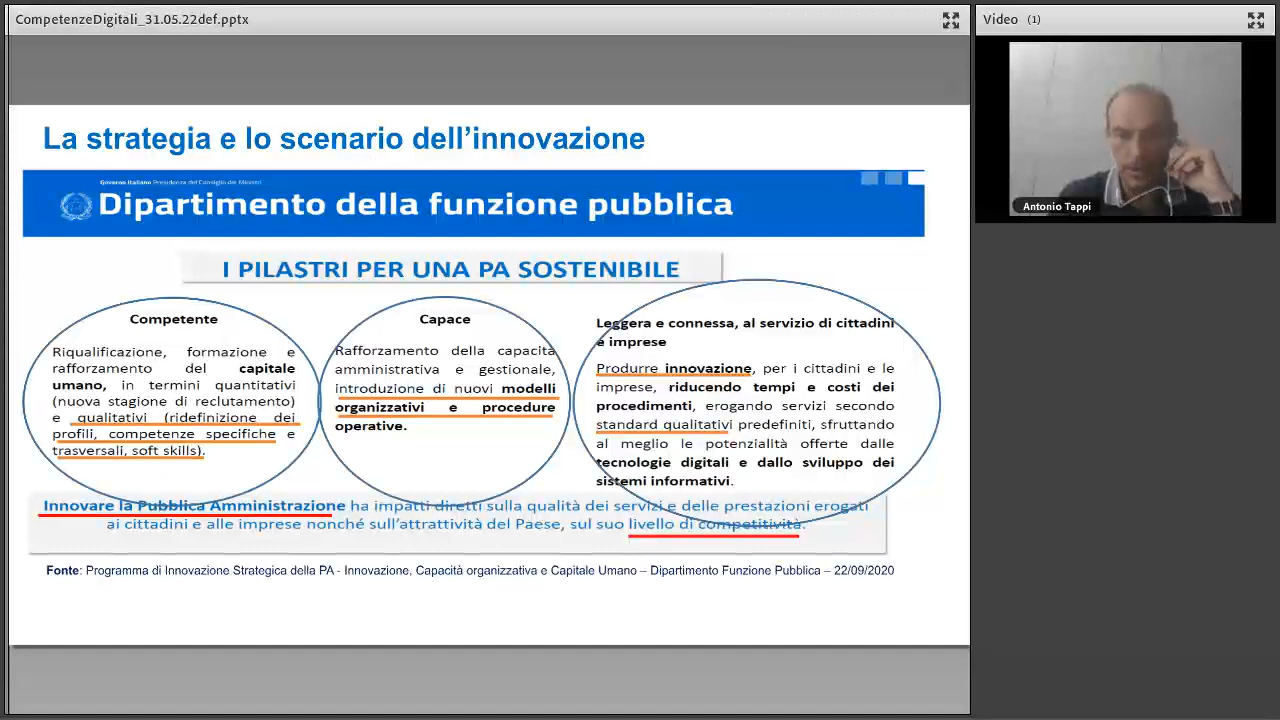 CompetenzeDigitali_31.05.22def.pptx
Video (1)
Antonio Tappi
La strategia e lo scenario dell'innovazione
Governo Italiano Presidenza del Consiglio dei Ministri
Dipartimento della funzione pubblica
I PILASTRI PER UNA PA SOSTENIBILE
Competente
Riqualificazione, formazione e
rafforzamento del capitale
umano, in termini quantitativi
(nuova stagione di reclutamento)
e qualitativi (ridefinizione dei
profili, competenze specifiche e
trasversali, soft skills).
Capace
Rafforzamento della capacità
amministrativa e gestionale,
introduzione di nuovi modelli
organizzativi e procedure
operative.
Leggera e connessa, al servizio di cittadini
e imprese
Produrre innovazione, per i cittadini e le
imprese, riducendo tempi e costi dei
procedimenti, erogando servizi secondo
standard qualitativi predefiniti, sfruttando
al meglio le potenzialità offerte dalle
tecnologie digitali e dallo sviluppo dei
sistemi informativi.
Innovare la Pubblica Amministrazione ha impatti diretti sulla qualità dei servizi e delle prestazioni erogati
ai cittadini e alle imprese nonché sull'attrattività del Paese, sul suo livello di competitività.
Fonte: Programma di Innovazione Strategica della PA - Innovazione, Capacità organizzativa e Capitale Umano – Dipartimento Funzione Pubblica – 22/09/2020